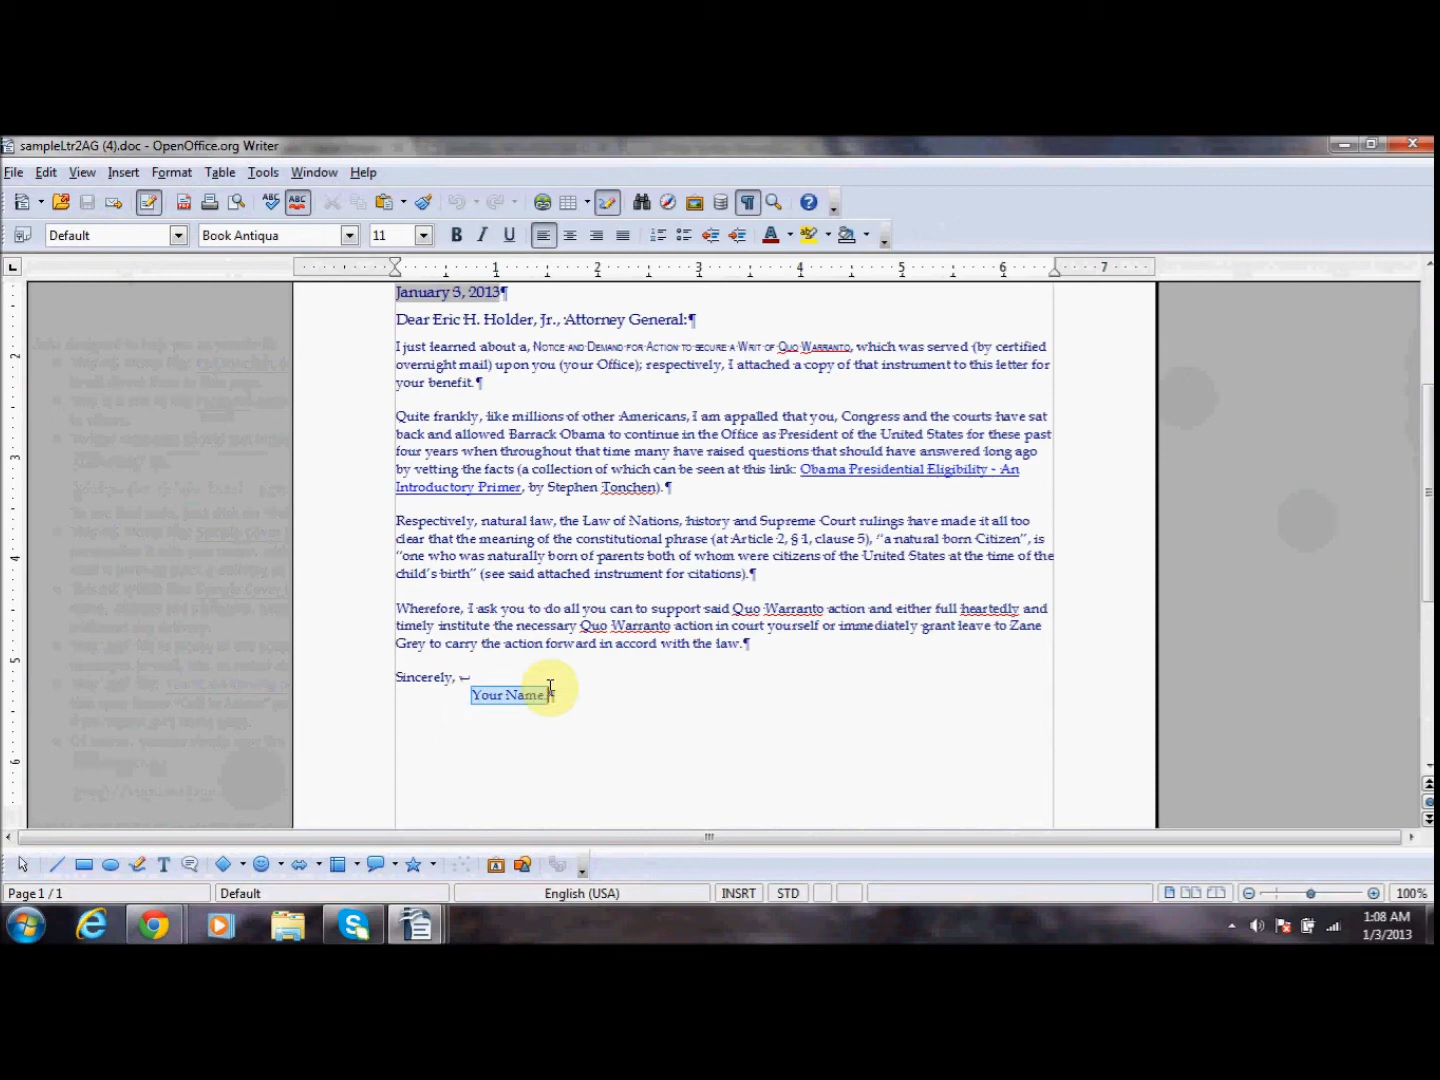 sampleLtr2AG (4).doc - OpenOffice.org Writer
File Edit View Insert Format Table Tools Window Help
Default Book Antiqua 11
1 2 3 4 5 6 7
January 3, 2013¶
Dear Eric H. Holder, Jr., Attorney General:¶
I just learned about a, Notice and Demand for Action to secure a Writ of Quo Warranto, which was served (by certified
overnight mail) upon you (your Office); respectively, I attached a copy of that instrument to this letter for
your benefit.¶
Quite frankly, like millions of other Americans, I am appalled that you, Congress and the courts have sat
back and allowed Barrack Obama to continue in the Office as President of the United States for these past
four years when throughout that time many have raised questions that should have answered long ago
by vetting the facts (a collection of which can be seen at this link: Obama Presidential Eligibility - An
Introductory Primer, by Stephen Tonchen).¶
Respectively, natural law, the Law of Nations, history and Supreme Court rulings have made it all too
clear that the meaning of the constitutional phrase (at Article 2, § 1, clause 5), “a natural born Citizen”, is
“one who was naturally born of parents both of whom were citizens of the United States at the time of the
child’s birth” (see said attached instrument for citations).¶
Wherefore, I ask you to do all you can to support said Quo Warranto action and either full heartedly and
timely institute the necessary Quo Warranto action in court yourself or immediately grant leave to Zane
Grey to carry the action forward in accord with the law.¶
Sincerely,
Your Name
Page 1 / 1 Default English (USA) INSRT STD 100%
1:08 AM
1/3/2013